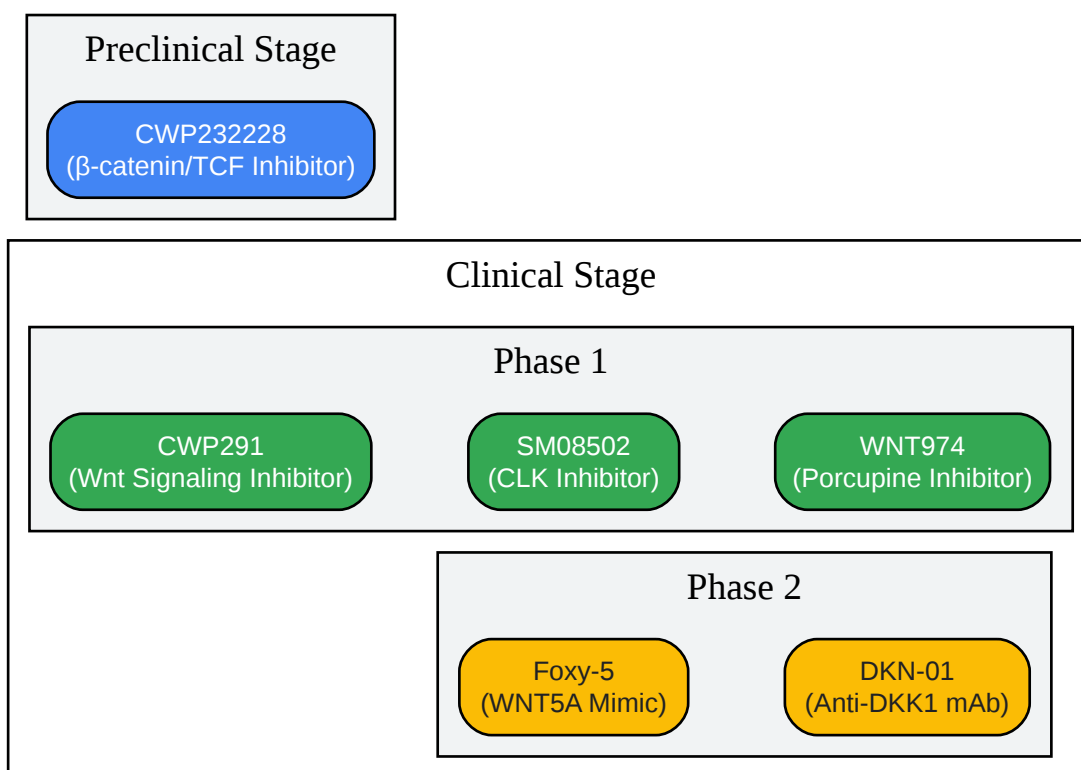 Preclinical Stage
CWP232228
(β-catenin/TCF Inhibitor)
Clinical Stage
Phase 1
CWP291
(Wnt Signaling Inhibitor)
SM08502
(CLK Inhibitor)
WNT974
(Porcupine Inhibitor)
Phase 2
Foxy-5
(WNT5A Mimic)
DKN-01
(Anti-DKK1 mAb)